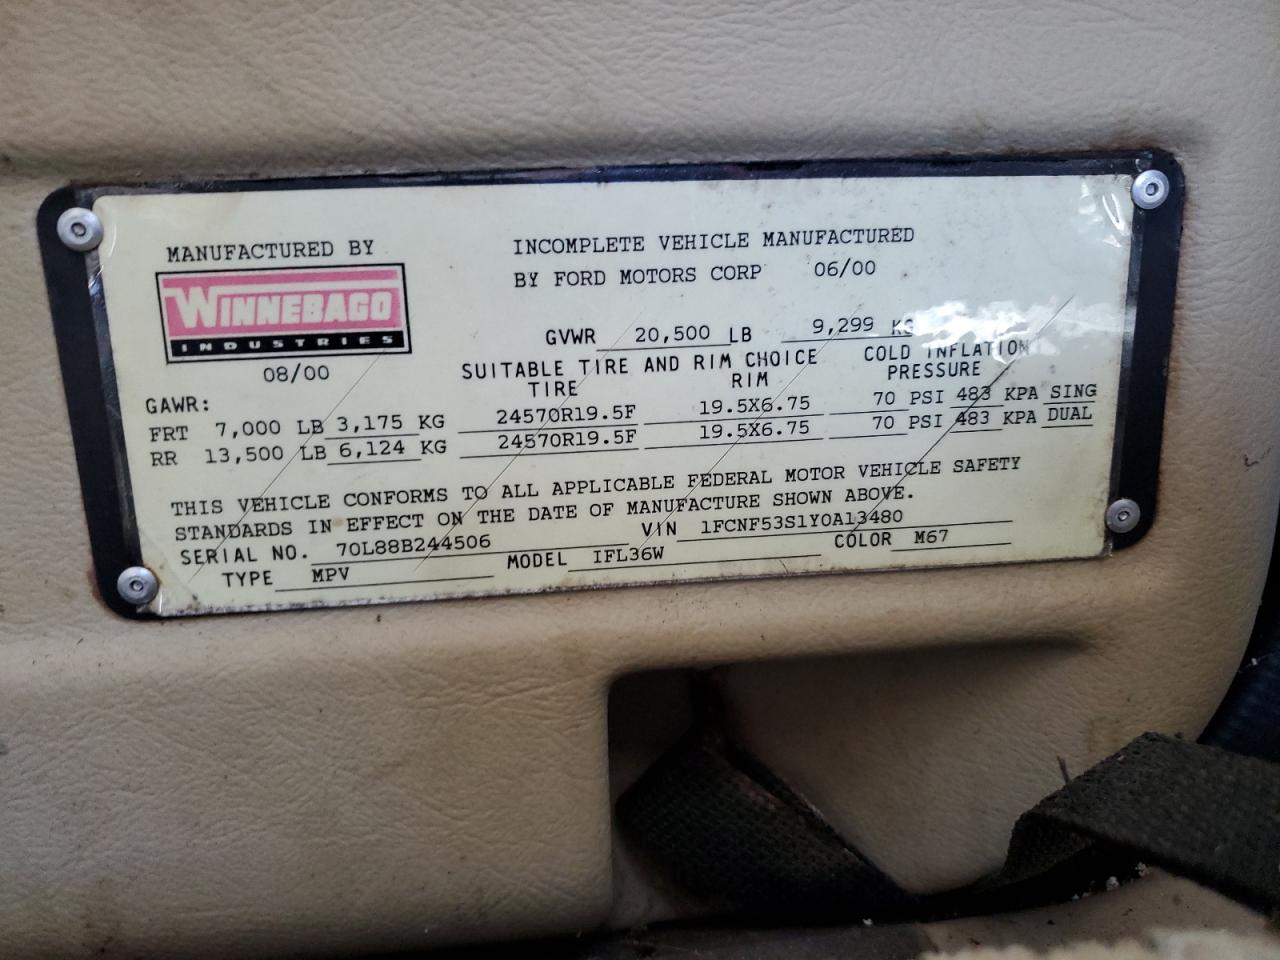 MANUFACTURED BY
WINNEBAGO
INDUSTRIES
08/00
INCOMPLETE VEHICLE MANUFACTURED
BY FORD MOTORS CORP 06/00
GVWR 20,500 LB 9,299 KG
SUITABLE TIRE AND RIM CHOICE
TIRE RIM
COLD INFLATION
PRESSURE
GAWR:
FRT 7,000 LB 3,175 KG 24570R19.5F 19.5X6.75 70 PSI 483 KPA SING
RR 13,500 LB 6,124 KG 24570R19.5F 19.5X6.75 70 PSI 483 KPA DUAL
THIS VEHICLE CONFORMS TO ALL APPLICABLE FEDERAL MOTOR VEHICLE SAFETY
STANDARDS IN EFFECT ON THE DATE OF MANUFACTURE SHOWN ABOVE.
SERIAL NO. 70L88B244506 VIN 1FCNF53S1Y0A13480
TYPE MPV MODEL IFL36W COLOR M67